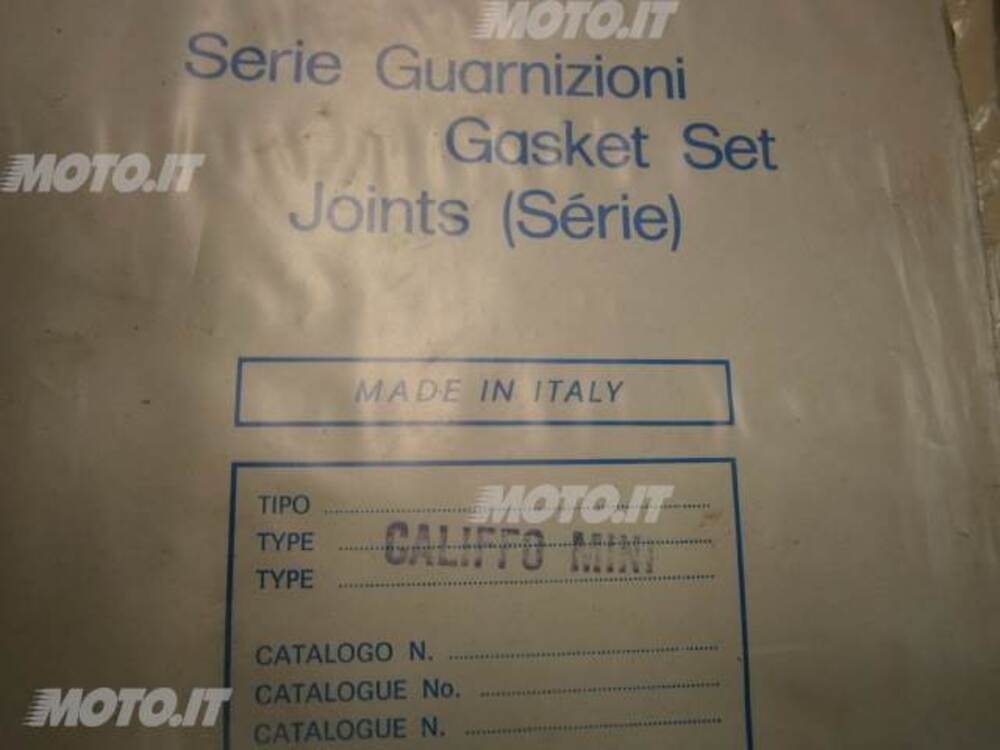 MOTO.IT
Serie Guarnizioni
Gasket Set
MOTO.IT
Joints (Série)
MADE IN ITALY
MOTO.IT
TIPO
TYPE
CALIFFO MINI
TYPE
CATALOGO N.
CATALOGUE No.
MOTO.IT
CATALOGUE N.